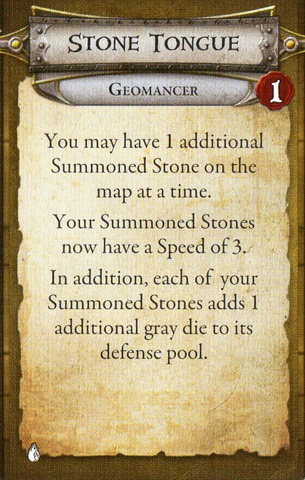 STONE TONGUE
GEOMANCER
1
You may have 1 additional
Summoned Stone on the
map at a time.
Your Summoned Stones
now have a Speed of 3.
In addition, each of your
Summoned Stones adds 1
additional gray die to its
defense pool.